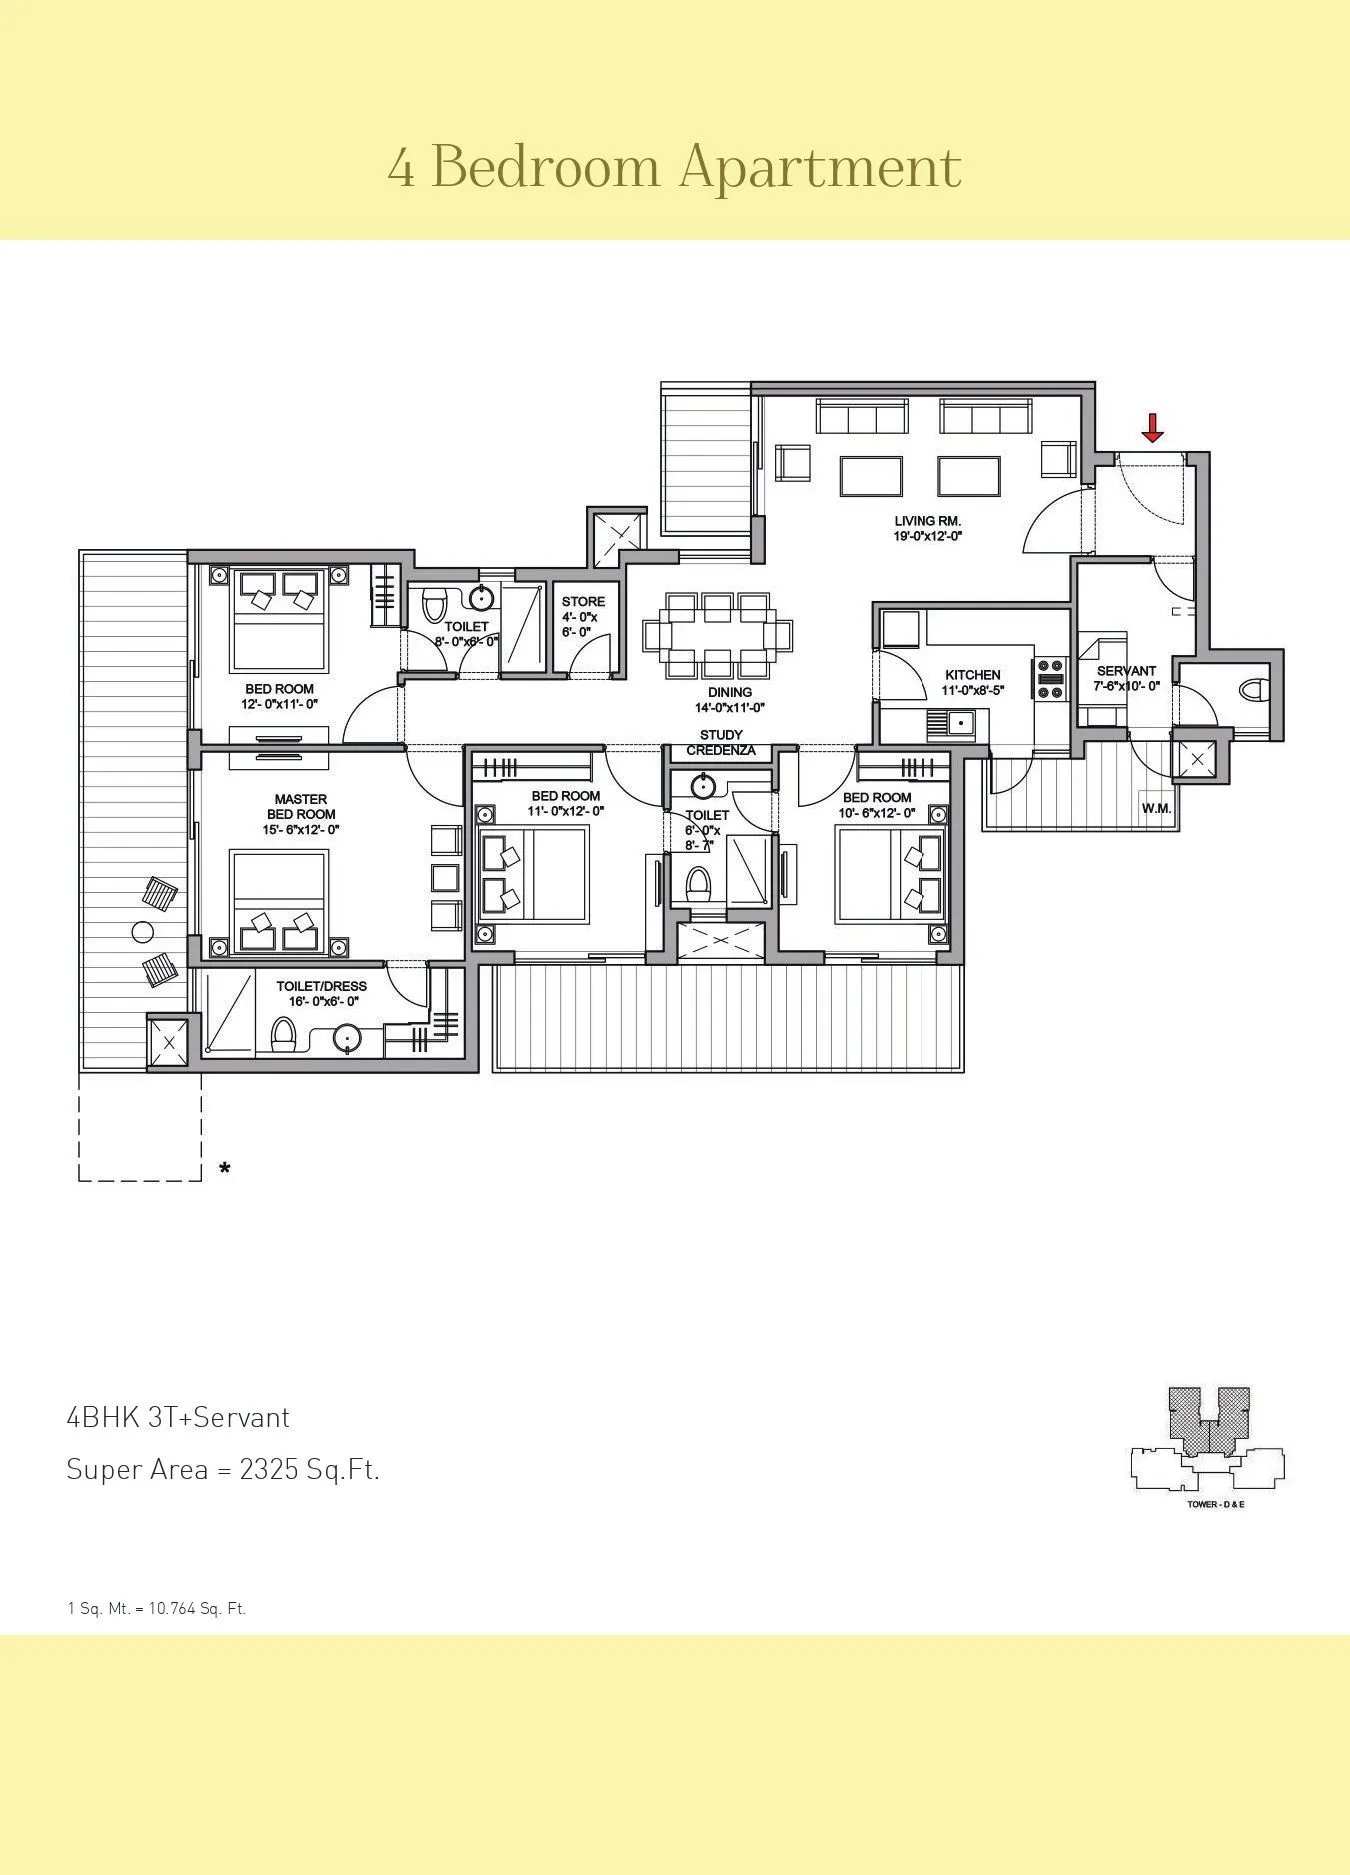 4 Bedroom Apartment
LIVING RM.
19'-0"x12'-0"
STORE
4'- 0"x
6'- 0"
TOILET
8'- 0"x6'- 0"
BED ROOM
12'- 0"x11'- 0"
DINING
14'-0"x11'-0"
STUDY
CREDENZA
KITCHEN
11'-0"x8'-5"
SERVANT
7'-6"x10'- 0"
MASTER
BED ROOM
15'- 6"x12'- 0"
BED ROOM
11'- 0"x12'- 0"
TOILET
6'- 0"x
8'- 7"
BED ROOM
10'- 6"x12'- 0"
W.M.
TOILET/DRESS
16'- 0"x6'- 0"
*
4BHK 3T+Servant
Super Area = 2325 Sq.Ft.
TOWER - D & E
1 Sq. Mt. = 10.764 Sq. Ft.